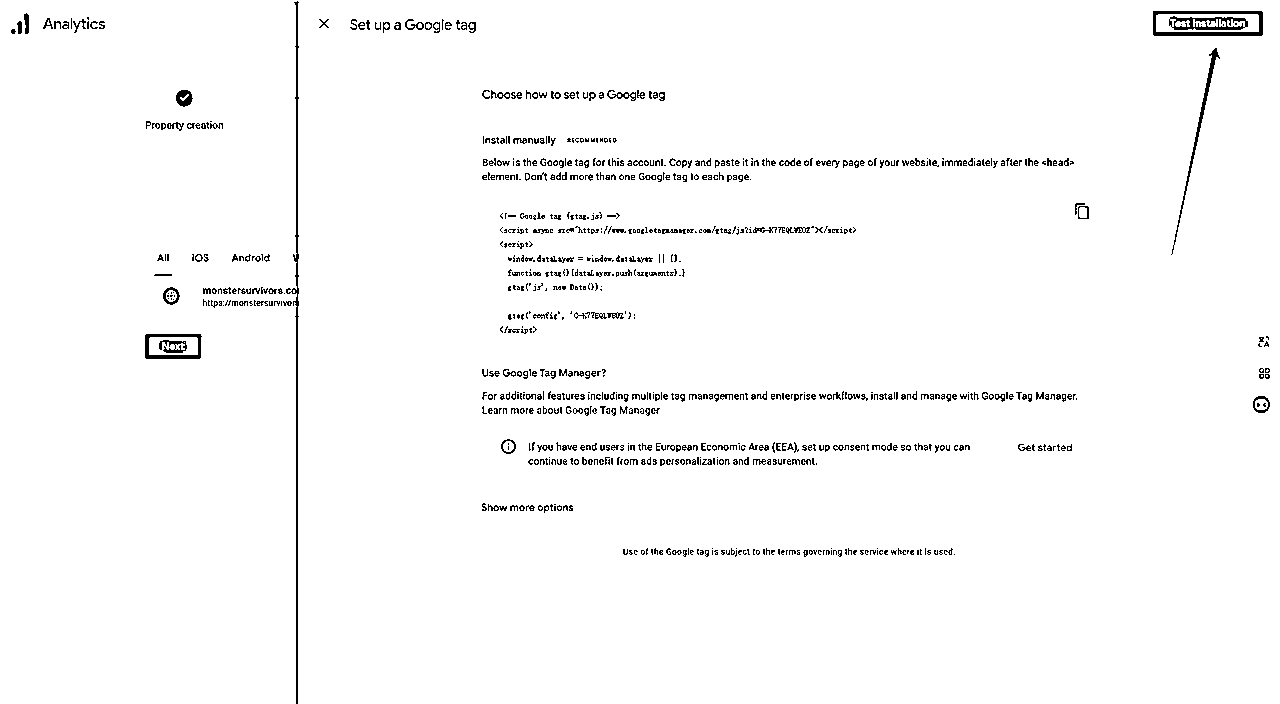 Analytics
Set up a Google tag
Test installation
Property creation
All iOS Android
monstersurvivors.co
https://monstersurvivor
Next
Choose how to set up a Google tag
Install manually RECOMMENDED
Below is the Google tag for this account. Copy and paste it in the code of every page of your website, immediately after the <head>
element. Don't add more than one Google tag to each page.
<!-- Google tag (gtag.js) -->
<script async src="https://www.googletagmanager.com/gtag/js?id=G-K77EQLWEOZ"></script>
<script>
window.dataLayer = window.dataLayer || [];
function gtag(){dataLayer.push(arguments);}
gtag('js', new Date());
gtag('config', 'G-K77EQLWEOZ');
</script>
Use Google Tag Manager?
For additional features including multiple tag management and enterprise workflows, install and manage with Google Tag Manager.
Learn more about Google Tag Manager
If you have end users in the European Economic Area (EEA), set up consent mode so that you can
continue to benefit from ads personalization and measurement.
Get started
Show more options
Use of the Google tag is subject to the terms governing the service where it is used.